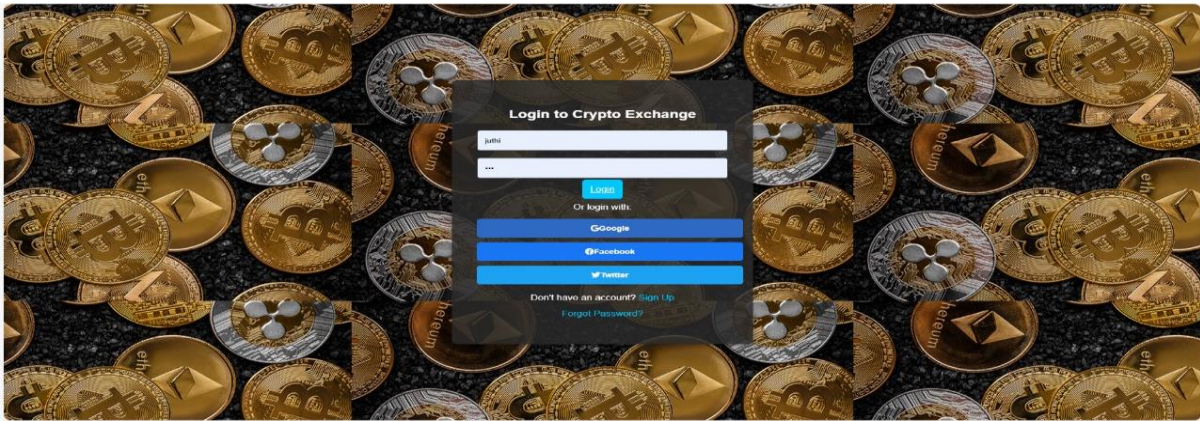 Login to Crypto Exchange
juthi
•••
Login
Or login with:
Google
Facebook
Twitter
Don't have an account? Sign Up
Forgot Password?